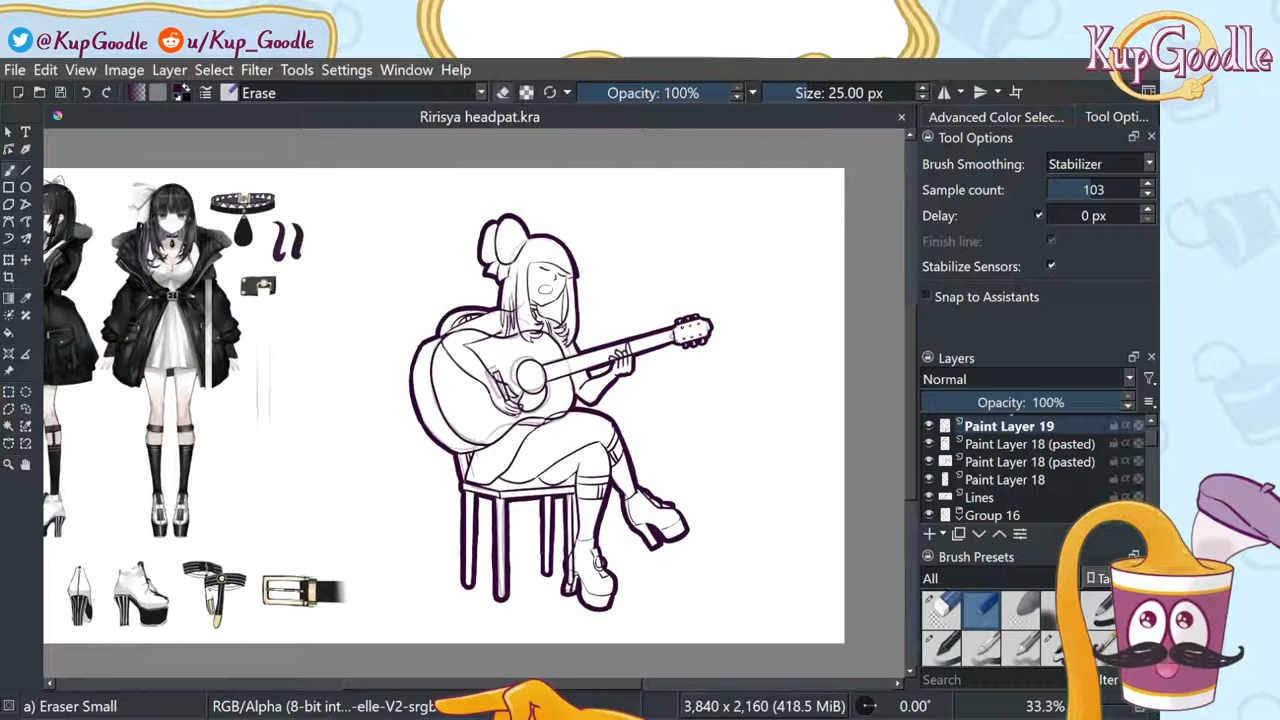 @KupGoodle u/Kup_Goodle
KupGoodle
File Edit View Image Layer Select Filter Tools Settings Window Help
Erase Opacity: 100% Size: 25.00 px
Ririsya headpat.kra
Advanced Color Selec... Tool Opti...
Tool Options
Brush Smoothing: Stabilizer
Sample count: 103
Delay: 0 px
Finish line:
Stabilize Sensors:
Snap to Assistants
Layers
Normal
Opacity: 100%
Paint Layer 19
Paint Layer 18 (pasted)
Paint Layer 18 (pasted)
Paint Layer 18
Lines
Group 16
Brush Presets
All
Search
a) Eraser Small RGB/Alpha (8-bit int...-elle-V2-srgb 3,840 x 2,160 (418.5 MiB) 0.00° 33.3%